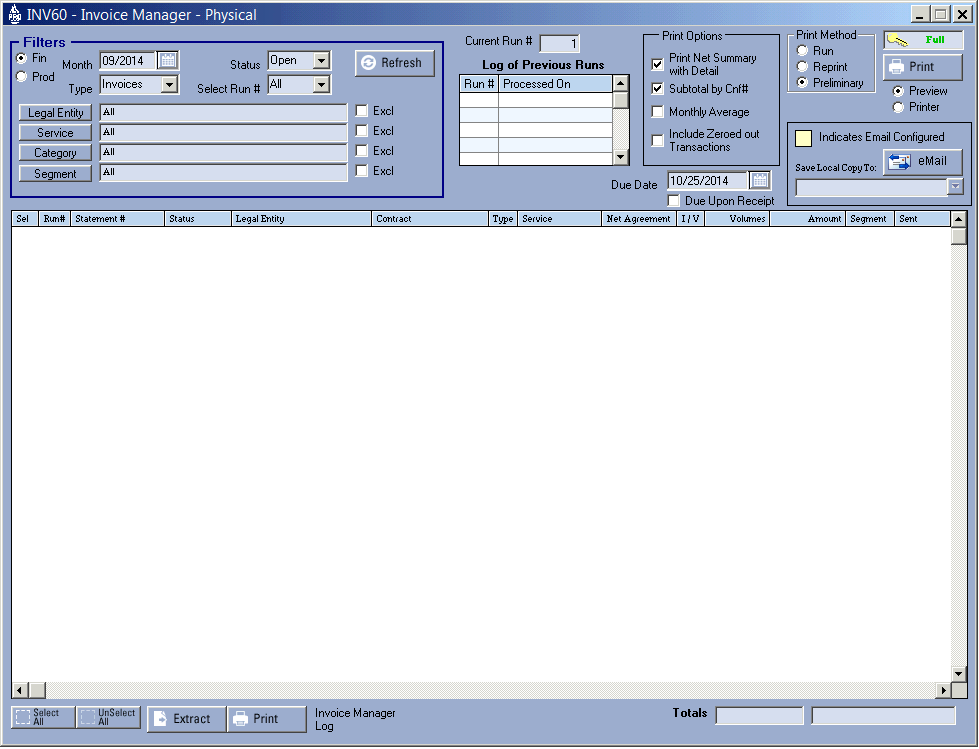 INV60 - Invoice Manager - Physical
Filters
Fin
Prod
Month
09/2014
Type
Invoices
Status
Open
Select Run #
All
Refresh
Legal Entity
All
Excl
Service
All
Excl
Category
All
Excl
Segment
All
Excl
Current Run #
1
Log of Previous Runs
Run #
Processed On
Print Options
Print Net Summary
with Detail
Subtotal by Cnf#
Monthly Average
Include Zeroed out
Transactions
Due Date
10/25/2014
Due Upon Receipt
Print Method
Run
Reprint
Preliminary
Full
Print
Preview
Printer
Indicates Email Configured
Save Local Copy To:
eMail
Sel
Run#
Statement #
Status
Legal Entity
Contract
Type
Service
Net Agreement
I / V
Volumes
Amount
Segment
Sent
Select
All
UnSelect
All
Extract
Print
Invoice Manager
Log
Totals